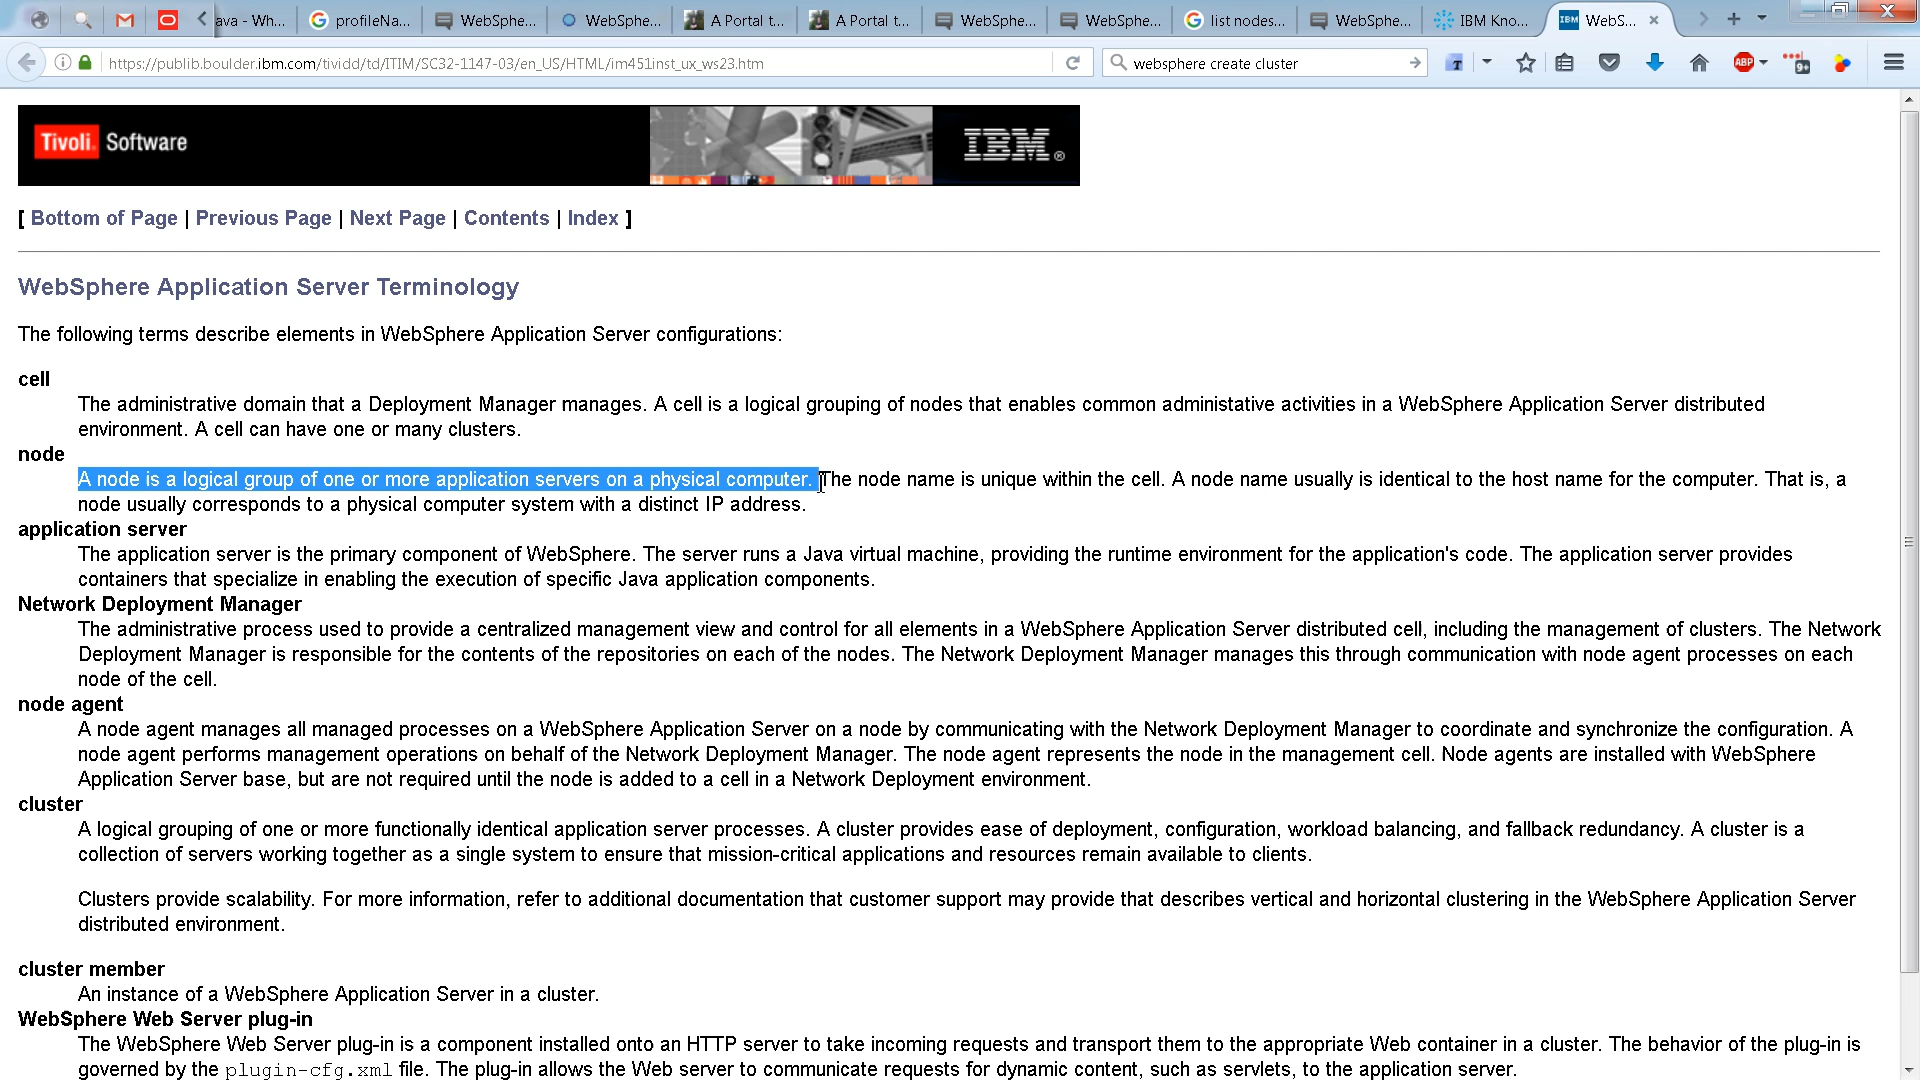 ava - Wh...
profileNa...
WebSphe...
WebSphe...
A Portal t...
A Portal t...
WebSphe...
WebSphe...
list nodes...
WebSphe...
IBM Kno...
IBM WebS...
https://publib.boulder.ibm.com/tividd/td/ITIM/SC32-1147-03/en_US/HTML/im451inst_ux_ws23.htm
websphere create cluster
ABP
9+
Tivoli. Software
IBM®
[ Bottom of Page | Previous Page | Next Page | Contents | Index ]
WebSphere Application Server Terminology
The following terms describe elements in WebSphere Application Server configurations:
cell
The administrative domain that a Deployment Manager manages. A cell is a logical grouping of nodes that enables common administative activities in a WebSphere Application Server distributed
environment. A cell can have one or many clusters.
node
A node is a logical group of one or more application servers on a physical computer. The node name is unique within the cell. A node name usually is identical to the host name for the computer. That is, a
node usually corresponds to a physical computer system with a distinct IP address.
application server
The application server is the primary component of WebSphere. The server runs a Java virtual machine, providing the runtime environment for the application's code. The application server provides
containers that specialize in enabling the execution of specific Java application components.
Network Deployment Manager
The administrative process used to provide a centralized management view and control for all elements in a WebSphere Application Server distributed cell, including the management of clusters. The Network
Deployment Manager is responsible for the contents of the repositories on each of the nodes. The Network Deployment Manager manages this through communication with node agent processes on each
node of the cell.
node agent
A node agent manages all managed processes on a WebSphere Application Server on a node by communicating with the Network Deployment Manager to coordinate and synchronize the configuration. A
node agent performs management operations on behalf of the Network Deployment Manager. The node agent represents the node in the management cell. Node agents are installed with WebSphere
Application Server base, but are not required until the node is added to a cell in a Network Deployment environment.
cluster
A logical grouping of one or more functionally identical application server processes. A cluster provides ease of deployment, configuration, workload balancing, and fallback redundancy. A cluster is a
collection of servers working together as a single system to ensure that mission-critical applications and resources remain available to clients.
Clusters provide scalability. For more information, refer to additional documentation that customer support may provide that describes vertical and horizontal clustering in the WebSphere Application Server
distributed environment.
cluster member
An instance of a WebSphere Application Server in a cluster.
WebSphere Web Server plug-in
The WebSphere Web Server plug-in is a component installed onto an HTTP server to take incoming requests and transport them to the appropriate Web container in a cluster. The behavior of the plug-in is
governed by the plugin-cfg.xml file. The plug-in allows the Web server to communicate requests for dynamic content, such as servlets, to the application server.